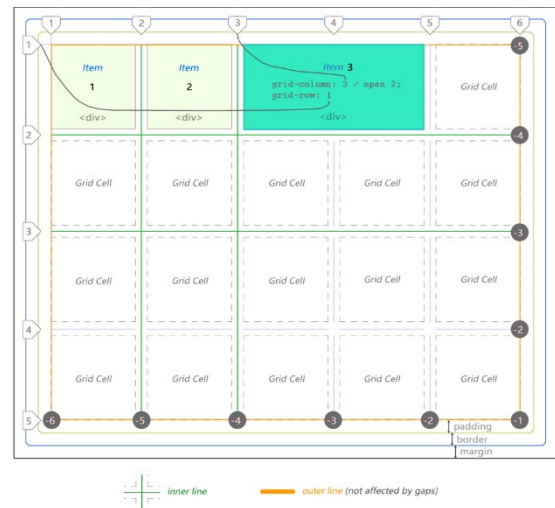 1 2 3 4 5 6
1 -5
Item Item Item 3
1 2 grid-column: 3 / span 2;
grid-row: 1
<div> <div> <div> Grid Cell
2 -4
Grid Cell Grid Cell Grid Cell Grid Cell Grid Cell
3 -3
Grid Cell Grid Cell Grid Cell Grid Cell Grid Cell
4 -2
Grid Cell Grid Cell Grid Cell Grid Cell Grid Cell
5 -6 -5 -4 -3 -2 -1
padding
border
margin
inner line outer line (not affected by gaps)